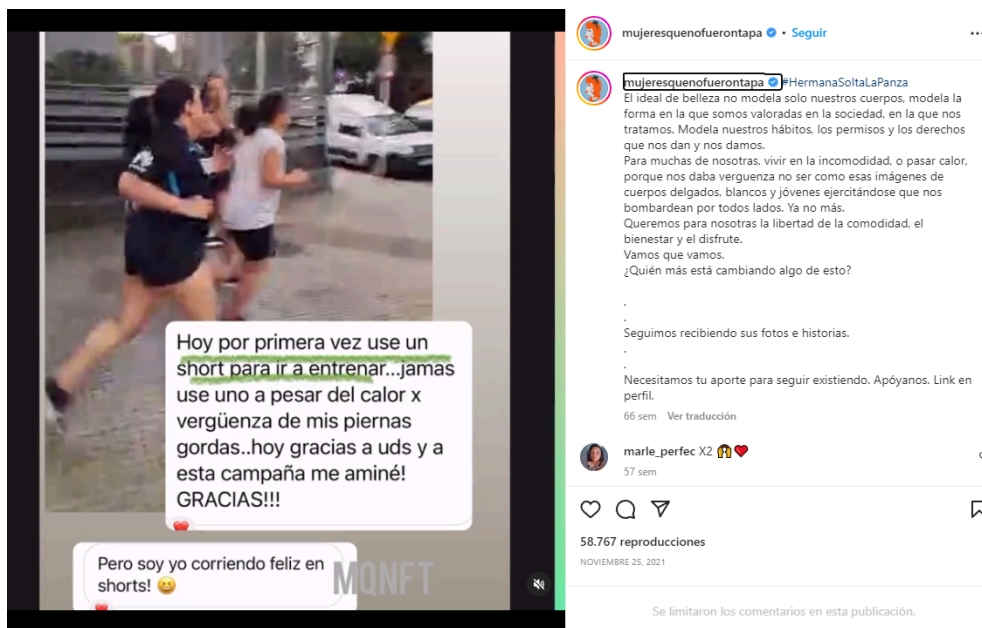 Hoy por primera vez use un
short para ir a entrenar...jamas
use uno a pesar del calor x
vergüenza de mis piernas
gordas..hoy gracias a uds y a
esta campaña me aminé!
GRACIAS!!!
Pero soy yo corriendo feliz en
shorts! 😆
MQNFT
mujeresquenofuerontapa • Seguir
mujeresquenofuerontapa #HermanaSoltaLaPanza
El ideal de belleza no modela solo nuestros cuerpos, modela la
forma en la que somos valoradas en la sociedad, en la que nos
tratamos. Modela nuestros hábitos, los permisos y los derechos
que nos dan y nos damos.
Para muchas de nosotras, vivir en la incomodidad, o pasar calor,
porque nos daba verguenza no ser como esas imágenes de
cuerpos delgados, blancos y jóvenes ejercitándose que nos
bombardean por todos lados. Ya no más.
Queremos para nosotras la libertad de la comodidad, el
bienestar y el disfrute.
Vamos que vamos.
¿Quién más está cambiando algo de esto?
.
.
Seguimos recibiendo sus fotos e historias.
.
.
Necesitamos tu aporte para seguir existiendo. Apóyanos. Link en
perfil.
66 sem Ver traducción
marle_perfec X2 🙌❤️
57 sem
58.767 reproducciones
NOVIEMBRE 25, 2021
Se limitaron los comentarios en esta publicación.